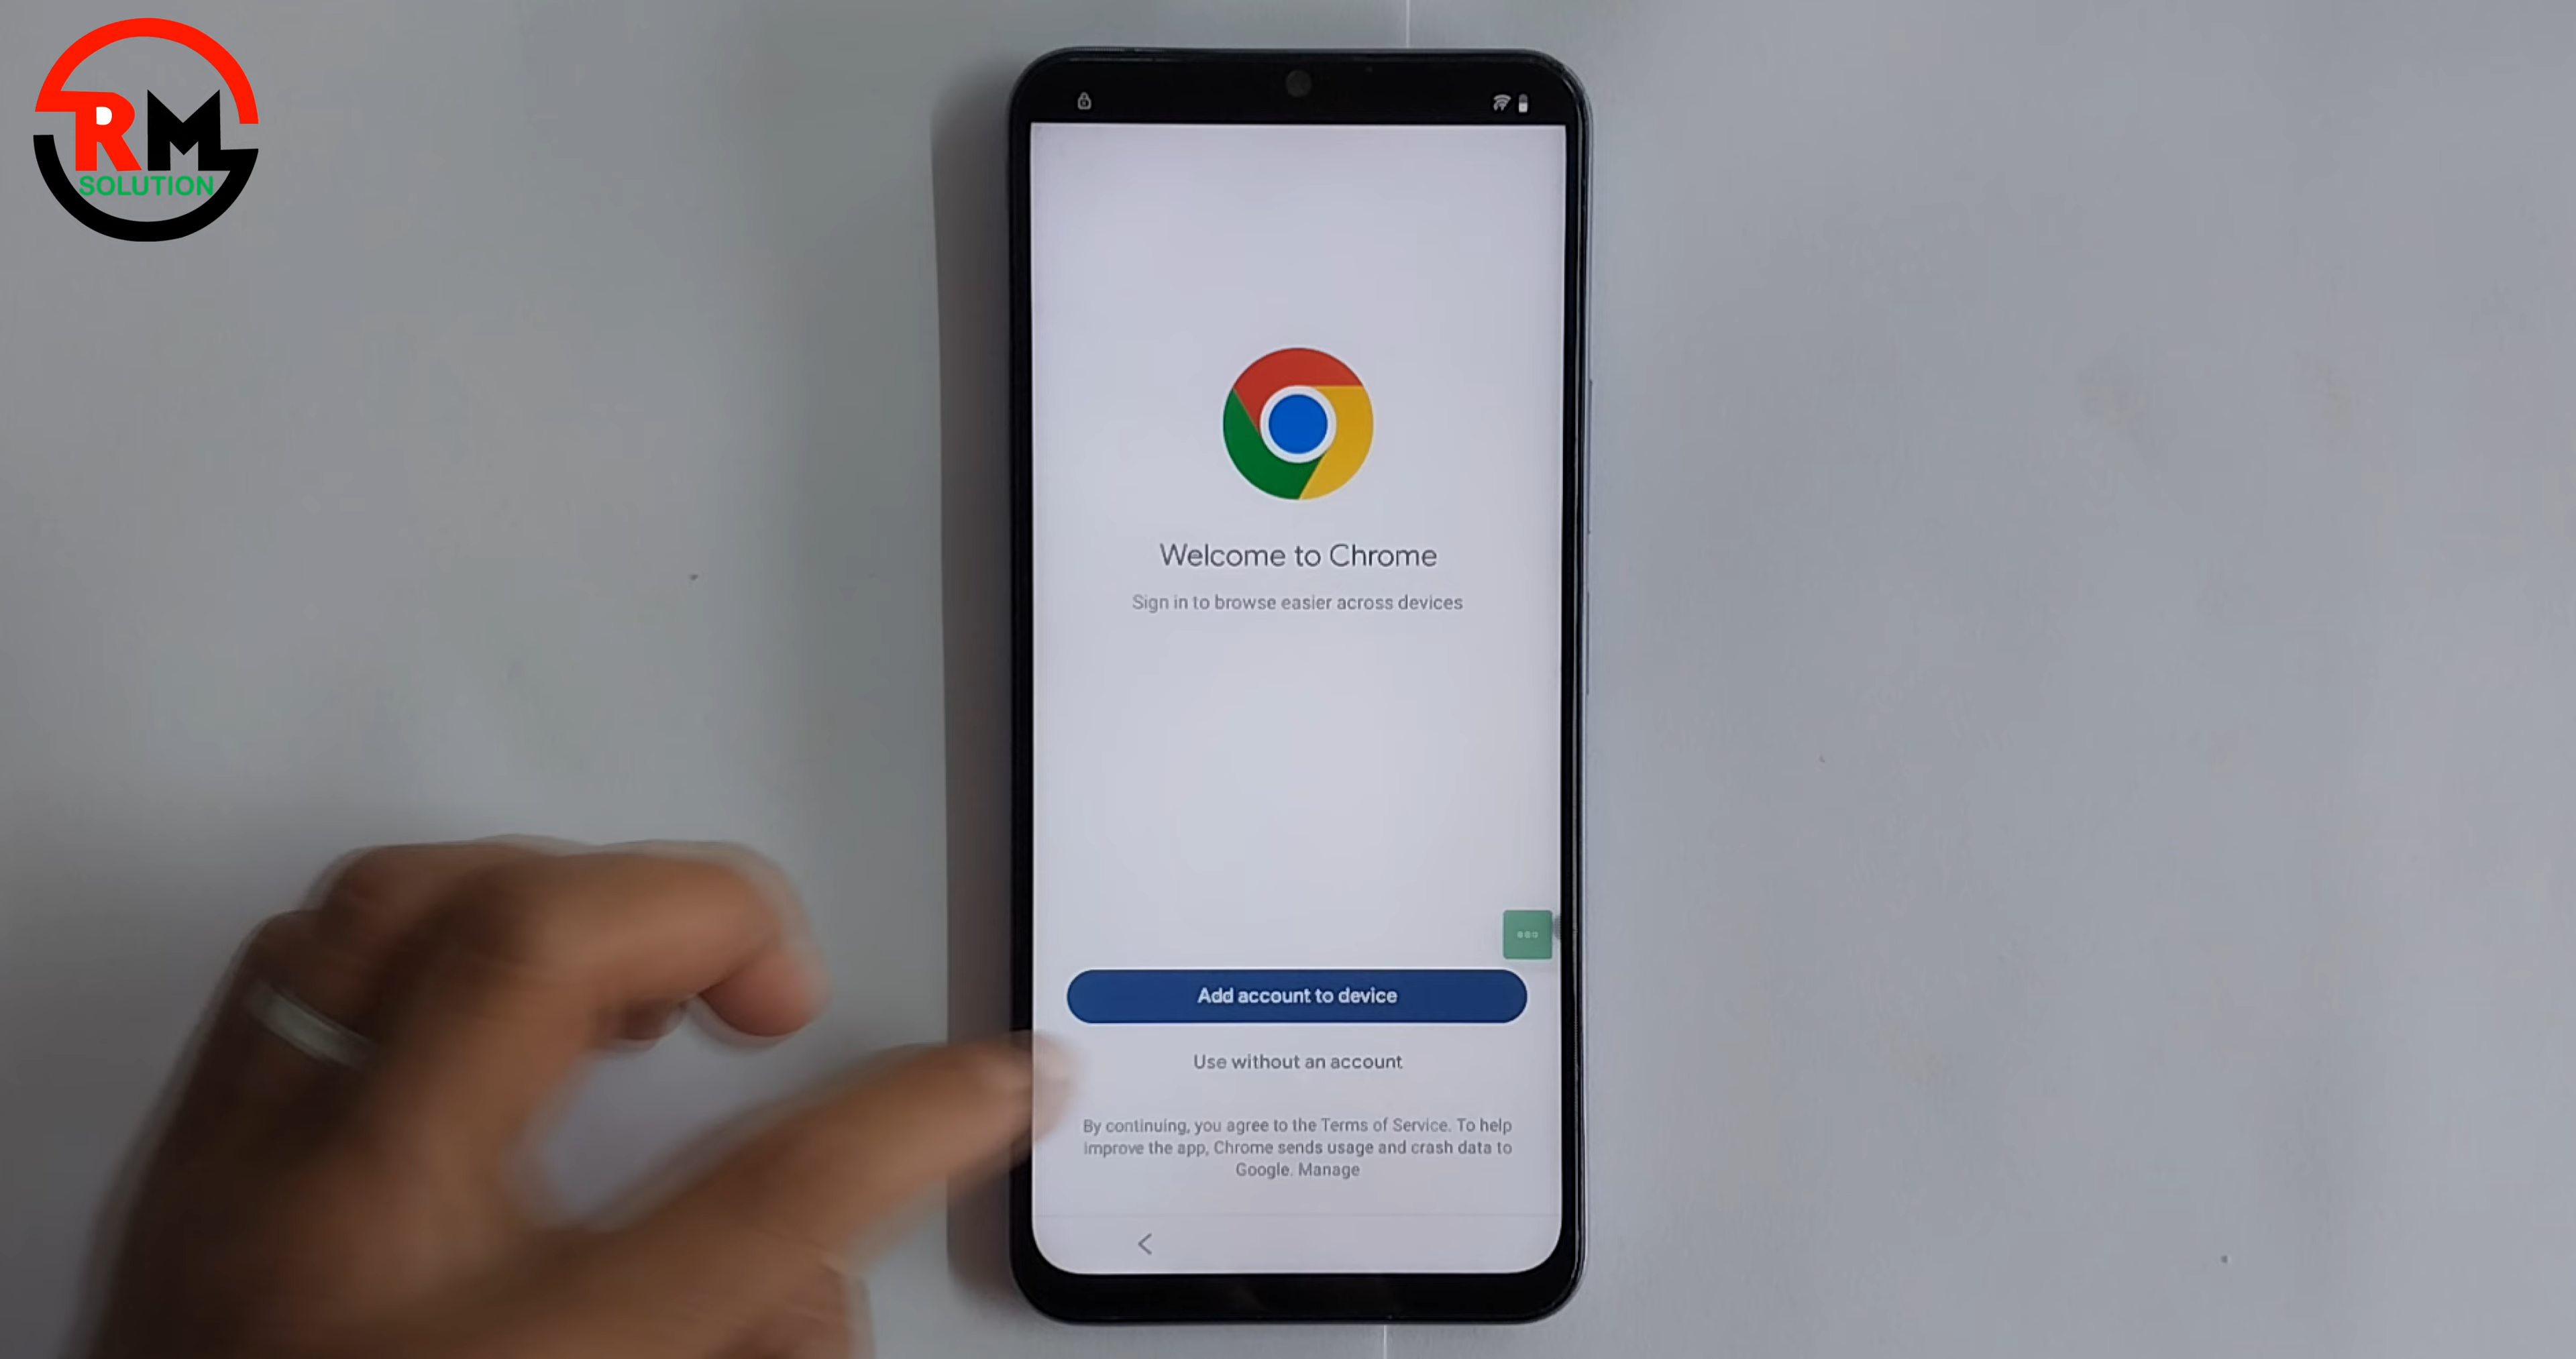 RM
SOLUTION
Welcome to Chrome
Sign in to browse easier across devices
Add account to device
Use without an account
By continuing, you agree to the Terms of Service. To help
improve the app, Chrome sends usage and crash data to
Google. Manage